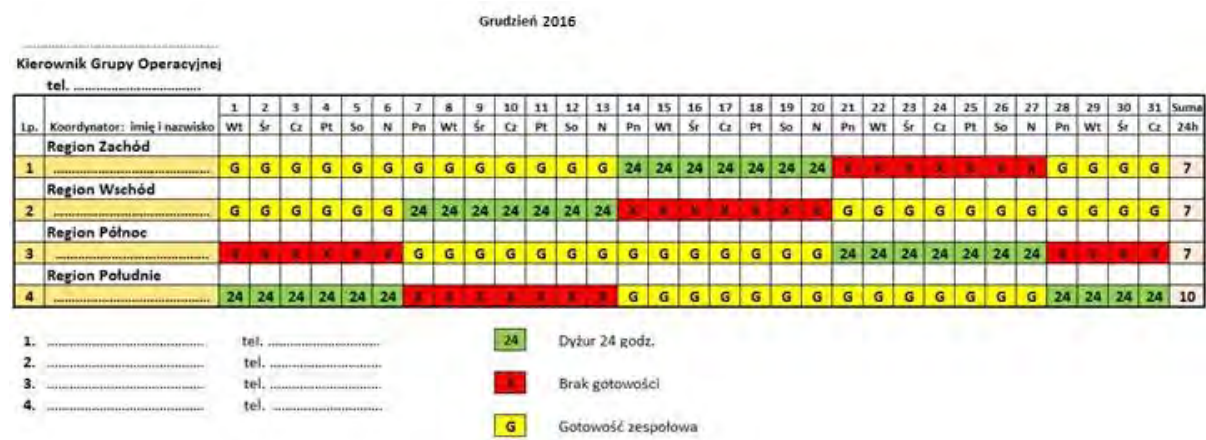 Grudzień 2016
................................................
Kierownik Grupy Operacyjnej
tel. ................................
1 2 3 4 5 6 7 8 9 10 11 12 13 14 15 16 17 18 19 20 21 22 23 24 25 26 27 28 29 30 31 Suma
Lp. Koordynator: imię i nazwisko Wt Śr Cz Pt So N Pn Wt Śr Cz Pt So N Pn Wt Śr Cz Pt So N Pn Wt Śr Cz Pt So N Pn Wt Śr Cz 24h
Region Zachód
1 ........................................ G G G G G G G G G G G G G 24 24 24 24 24 24 24 X X X X X X X G G G G 7
Region Wschód
2 ........................................ G G G G G G 24 24 24 24 24 24 24 X X X X X X X G G G G G G G G G G G 7
Region Północ
3 ........................................ X X X X X X G G G G G G G G G G G G G G 24 24 24 24 24 24 24 X X X X 7
Region Południe
4 ........................................ 24 24 24 24 24 24 X X X X X X X G G G G G G G G G G G G G G 24 24 24 24 10
1. ........................................ tel. ............................
2. ........................................ tel. ............................
3. ........................................ tel. ............................
4. ........................................ tel. ............................
24 Dyżur 24 godz.
X Brak gotowości
G Gotowość zespołowa